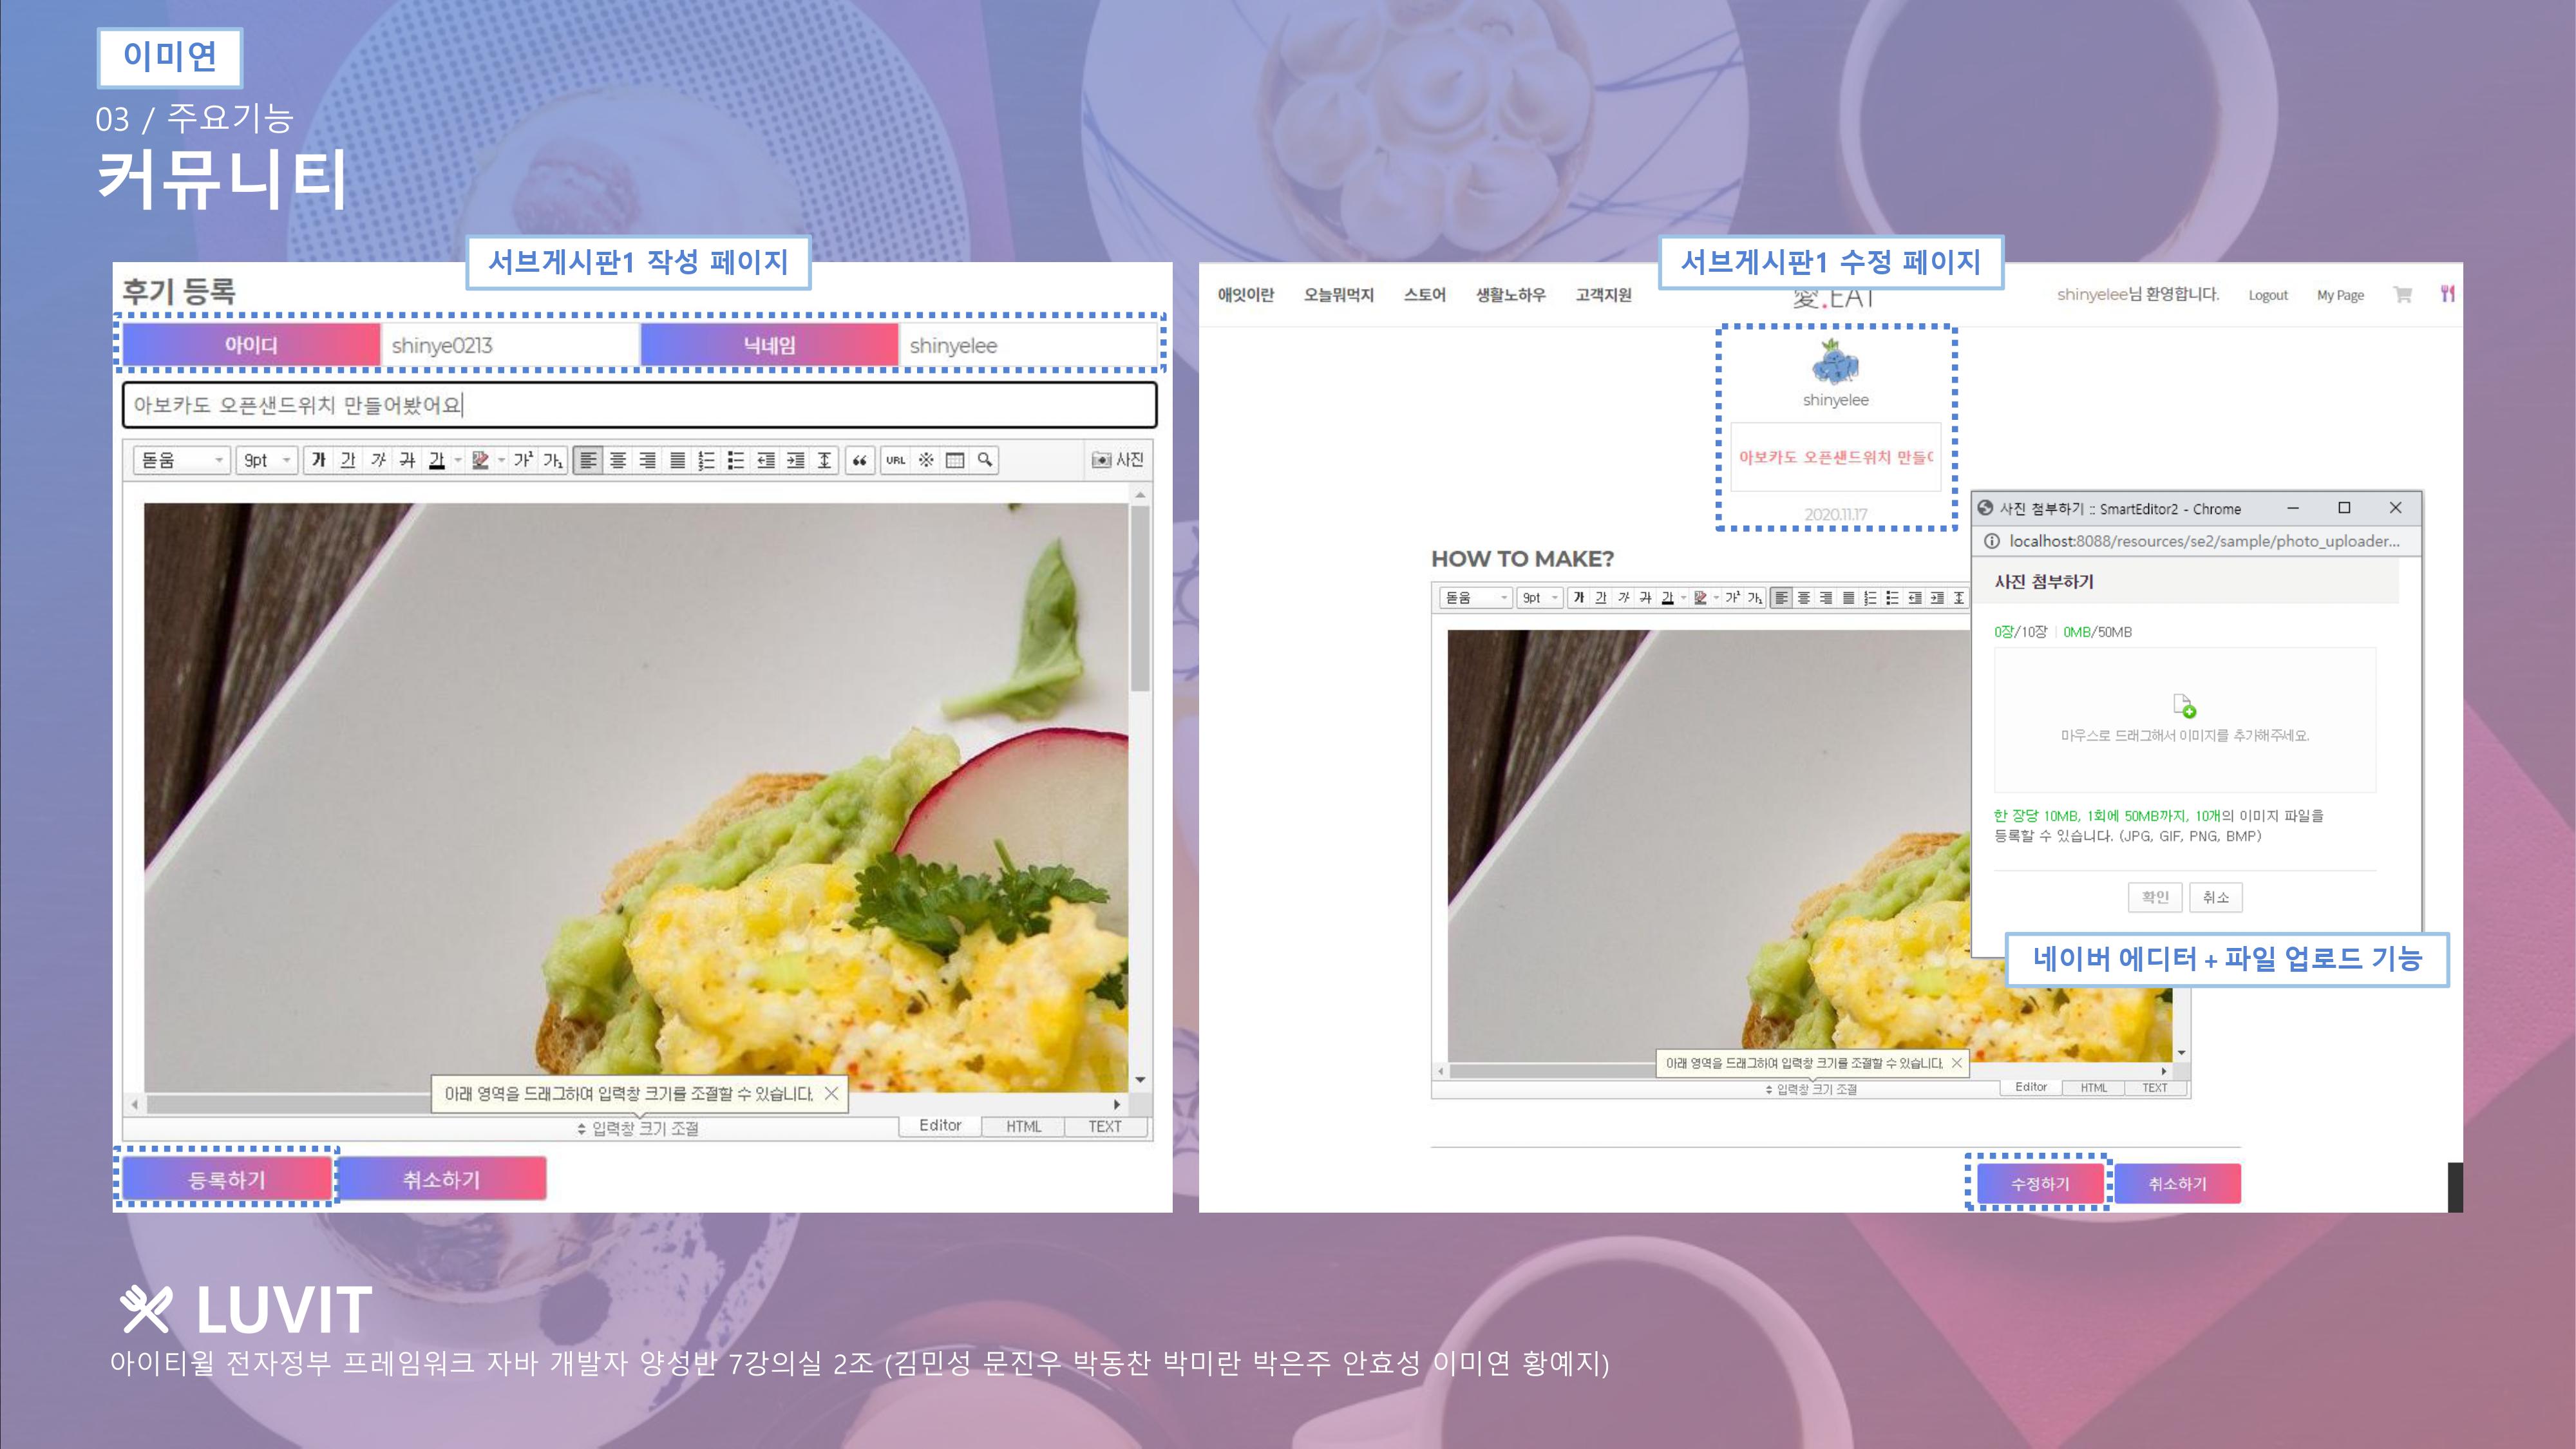 이미연
03 / 주요기능
커뮤니티
서브게시판1 작성 페이지
후기 등록
아이디 shinye0213 닉네임 shinyelee
아보카도 오픈샌드위치 만들어봤어요
돋움 9pt 가 가 가 가 가 가¹ 가₁ “ URL ※ 사진
아래 영역을 드래그하여 입력창 크기를 조절할 수 있습니다.
입력창 크기 조절 Editor HTML TEXT
등록하기 취소하기
서브게시판1 수정 페이지
애잇이란 오늘뭐먹지 스토어 생활노하우 고객지원 愛.EAT shinyelee님 환영합니다. Logout My Page
shinyelee
아보카도 오픈샌드위치 만들어
2020.11.17
HOW TO MAKE?
돋움 9pt 가 가 가 가 가 가¹ 가₁
사진 첨부하기 :: SmartEditor2 - Chrome
localhost:8088/resources/se2/sample/photo_uploader...
사진 첨부하기
0장/10장 | 0MB/50MB
마우스로 드래그해서 이미지를 추가해주세요.
한 장당 10MB, 1회에 50MB까지, 10개의 이미지 파일을
등록할 수 있습니다. (JPG, GIF, PNG, BMP)
확인 취소
네이버 에디터 + 파일 업로드 기능
아래 영역을 드래그하여 입력창 크기를 조절할 수 있습니다.
입력창 크기 조절 Editor HTML TEXT
수정하기 취소하기
LUVIT
아이티윌 전자정부 프레임워크 자바 개발자 양성반 7강의실 2조 (김민성 문진우 박동찬 박미란 박은주 안효성 이미연 황예지)